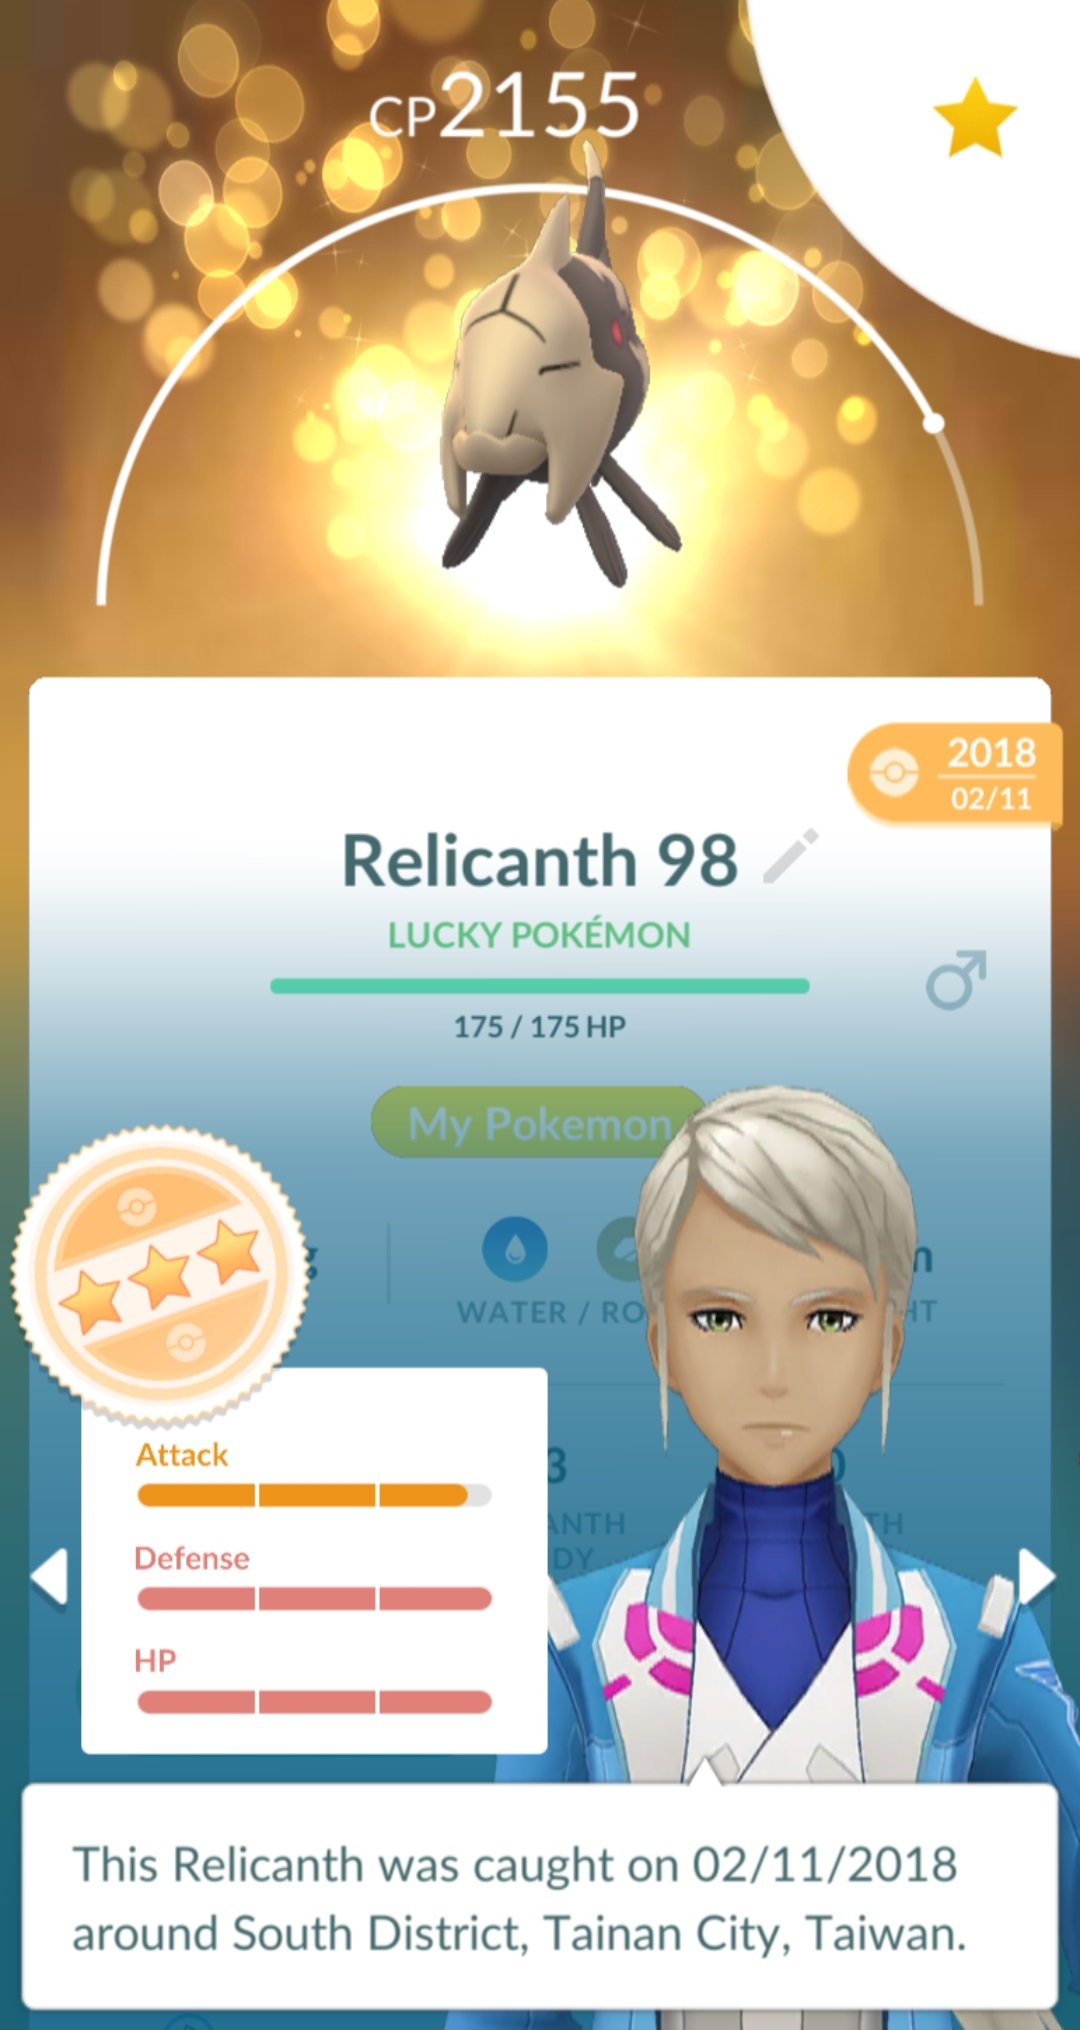 CP2155
2018
02/11
Relicanth 98
LUCKY POKÉMON
175 / 175 HP
My Pokemon
WATER / RO
Attack
Defense
HP
This Relicanth was caught on 02/11/2018
around South District, Tainan City, Taiwan.